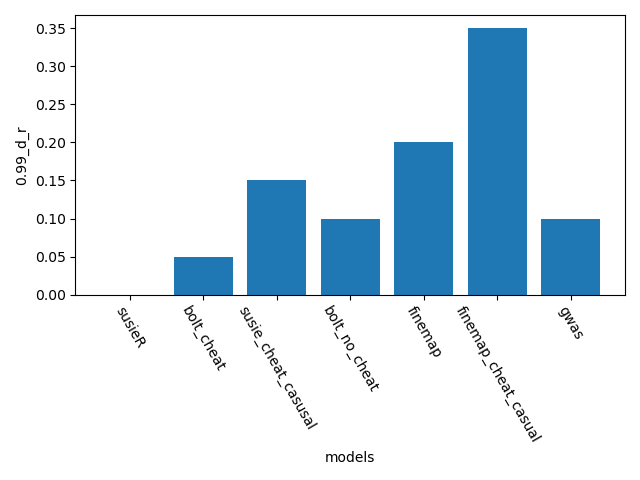 0.99_d_r
0.35
0.30
0.25
0.20
0.15
0.10
0.05
0.00
susieR
bolt_cheat
susie_cheat_casusal
bolt_no_cheat
finemap
finemap_cheat_casual
gwas
models